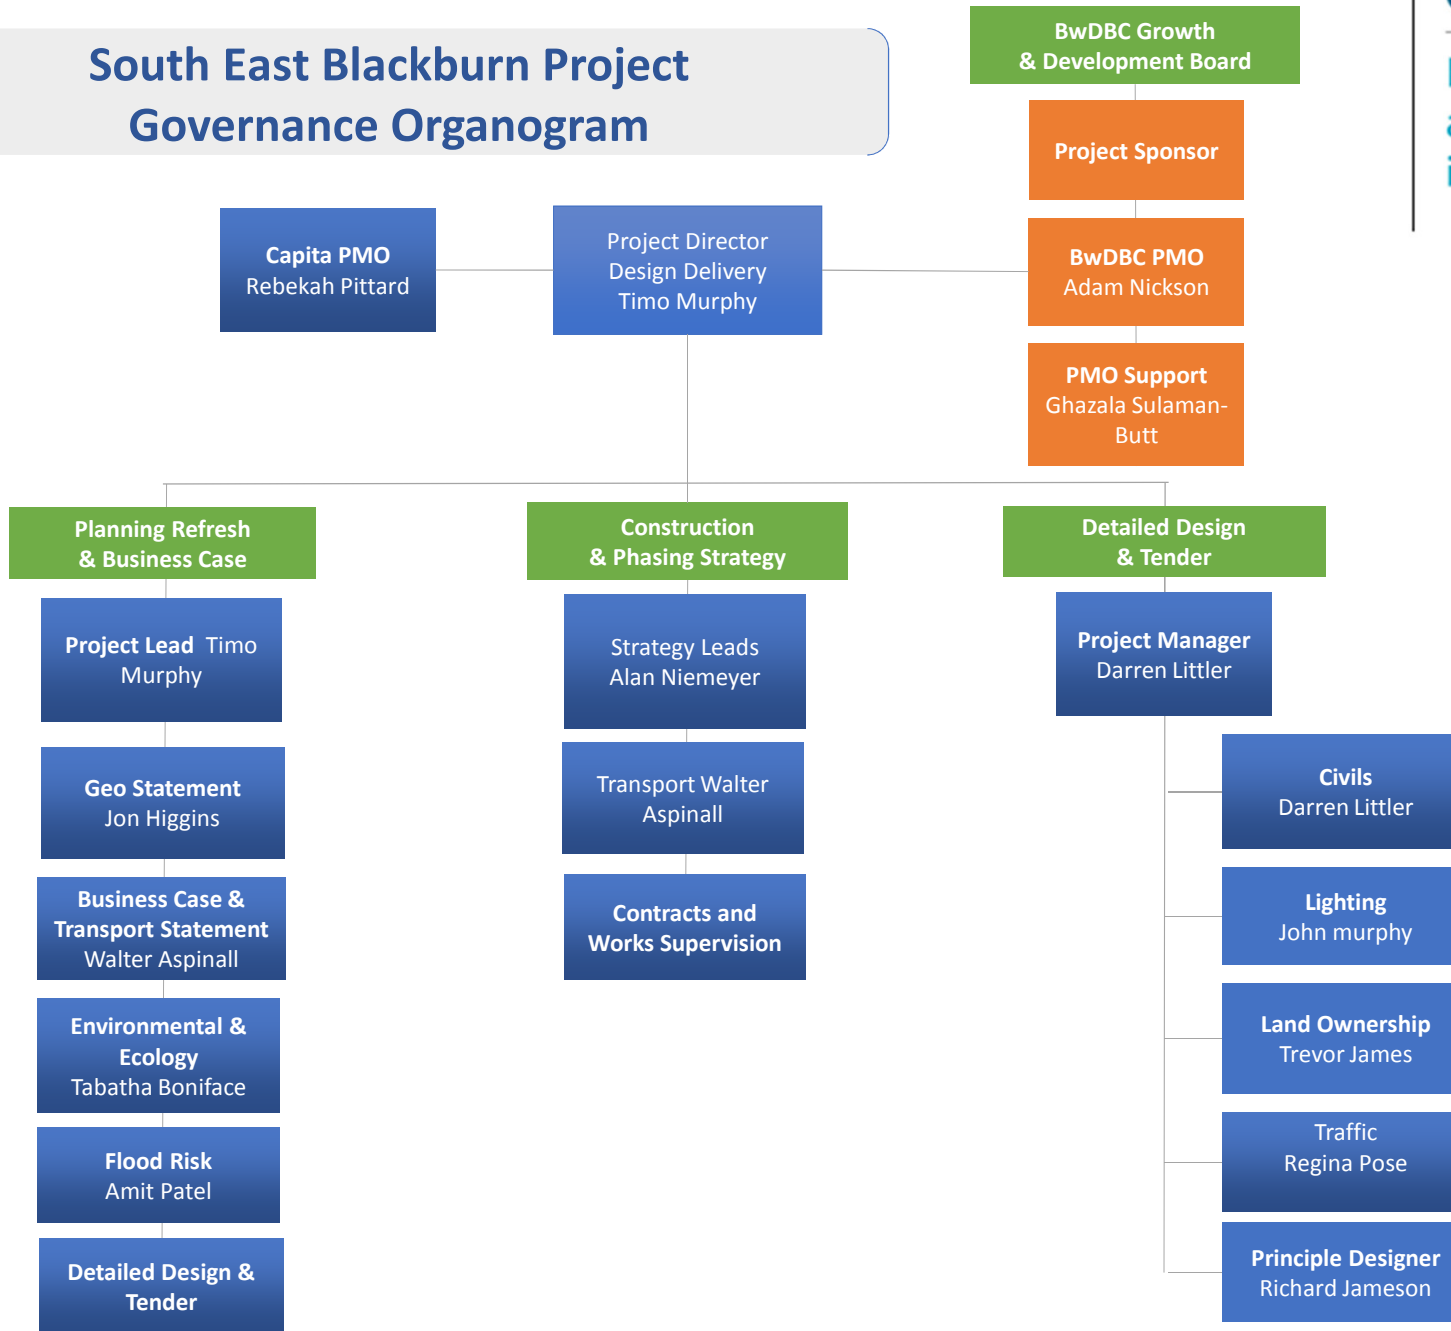 South East Blackburn Project
Governance Organogram
BwDBC Growth
& Development Board
Project Sponsor
Capita PMO
Rebekah Pittard
Project Director
Design Delivery
Timo Murphy
BwDBC PMO
Adam Nickson
PMO Support
Ghazala Sulaman-
Butt
Planning Refresh
& Business Case
Project Lead  Timo
Murphy
Geo Statement
Jon Higgins
Business Case &
Transport Statement
Walter Aspinall
Environmental &
Ecology
Tabatha Boniface
Flood Risk
Amit Patel
Detailed Design &
Tender
Construction
& Phasing Strategy
Strategy Leads
Alan Niemeyer
Transport Walter
Aspinall
Contracts and
Works Supervision
Detailed Design
& Tender
Project Manager
Darren Littler
Civils
Darren Littler
Lighting
John murphy
Land Ownership
Trevor James
Traffic
Regina Pose
Principle Designer
Richard Jameson